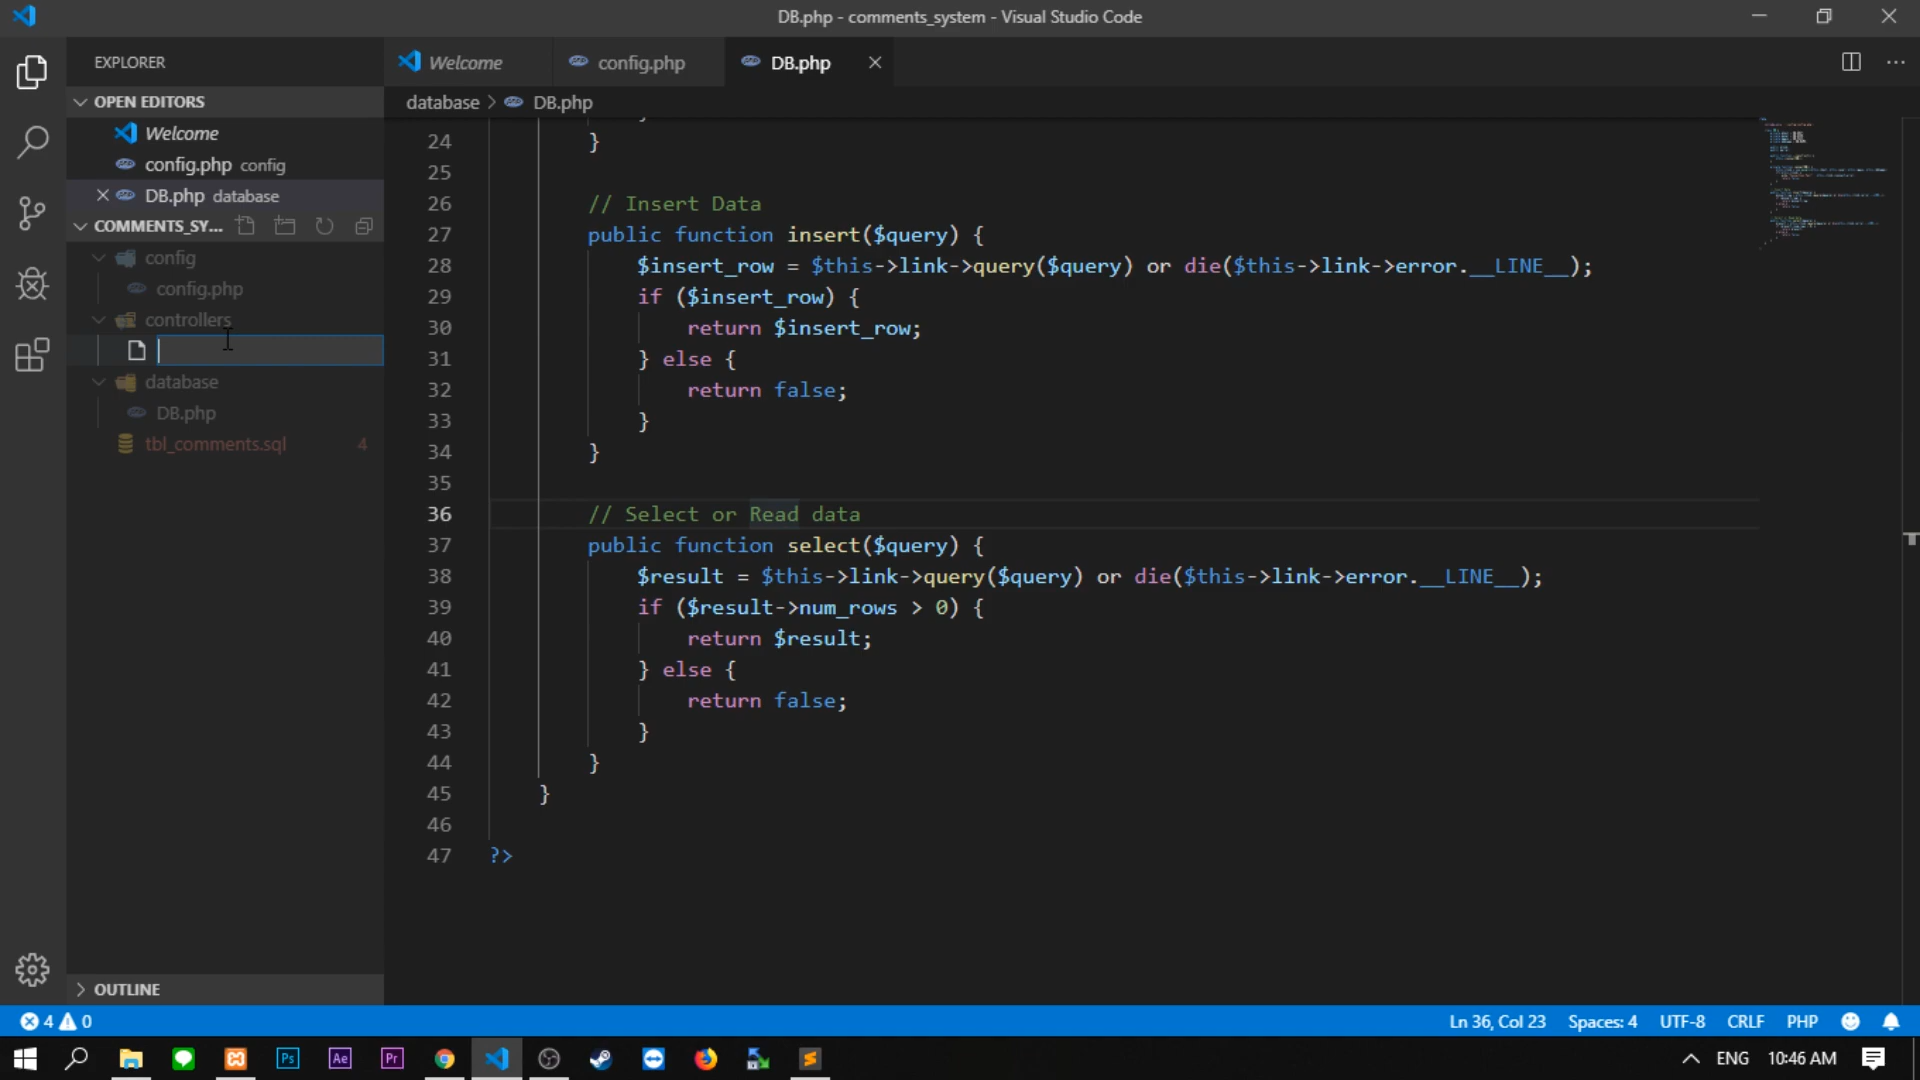 DB.php - comments_system - Visual Studio Code
EXPLORER
OPEN EDITORS
Welcome
config.php config
DB.php database
COMMENTS_SY...
config
config.php
controllers
database
DB.php
tbl_comments.sql 4
OUTLINE
Welcome
config.php
DB.php
database > DB.php
24 }
25
26 // Insert Data
27 public function insert($query) {
28 $insert_row = $this->link->query($query) or die($this->link->error.__LINE__);
29 if ($insert_row) {
30 return $insert_row;
31 } else {
32 return false;
33 }
34 }
35
36 // Select or Read data
37 public function select($query) {
38 $result = $this->link->query($query) or die($this->link->error.__LINE__);
39 if ($result->num_rows > 0) {
40 return $result;
41 } else {
42 return false;
43 }
44 }
45 }
46
47 ?>
4 0
Ln 36, Col 23 Spaces: 4 UTF-8 CRLF PHP
Ps Ae Pr
ENG 10:46 AM